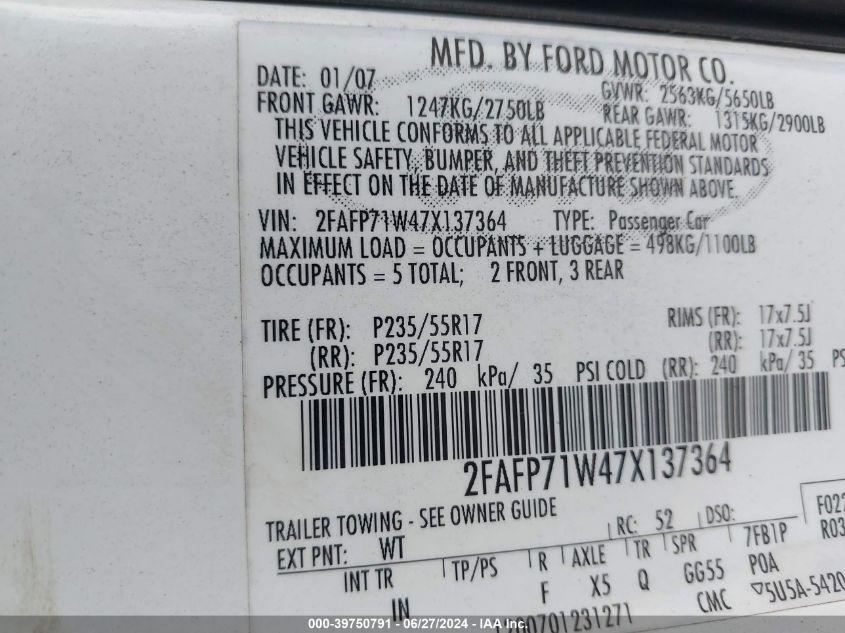 MFD. BY FORD MOTOR CO.
DATE: 01/07 GVWR: 2563KG/5650LB
FRONT GAWR: 1247KG/2750LB REAR GAWR: 1315KG/2900LB
THIS VEHICLE CONFORMS TO ALL APPLICABLE FEDERAL MOTOR
VEHICLE SAFETY, BUMPER, AND THEFT PREVENTION STANDARDS
IN EFFECT ON THE DATE OF MANUFACTURE SHOWN ABOVE.
VIN: 2FAFP71W47X137364 TYPE: Passenger Car
MAXIMUM LOAD = OCCUPANTS + LUGGAGE = 498KG/1100LB
OCCUPANTS = 5 TOTAL; 2 FRONT, 3 REAR
TIRE (FR): P235/55R17 RIMS (FR): 17x7.5J
(RR): P235/55R17 (RR): 17x7.5J
PRESSURE (FR): 240 kPa/ 35 PSI COLD (RR): 240 kPa/ 35 PS
2FAFP71W47X137364
TRAILER TOWING - SEE OWNER GUIDE
EXT PNT: WT RC: 52 DSO: F022
INT TR TP/PS R AXLE TR SPR 7FB1P R03
IN F X5 Q GG55 POA
CMC ▽5U5A-5420
000-39750791 - 06/27/2024 - IAA Inc.